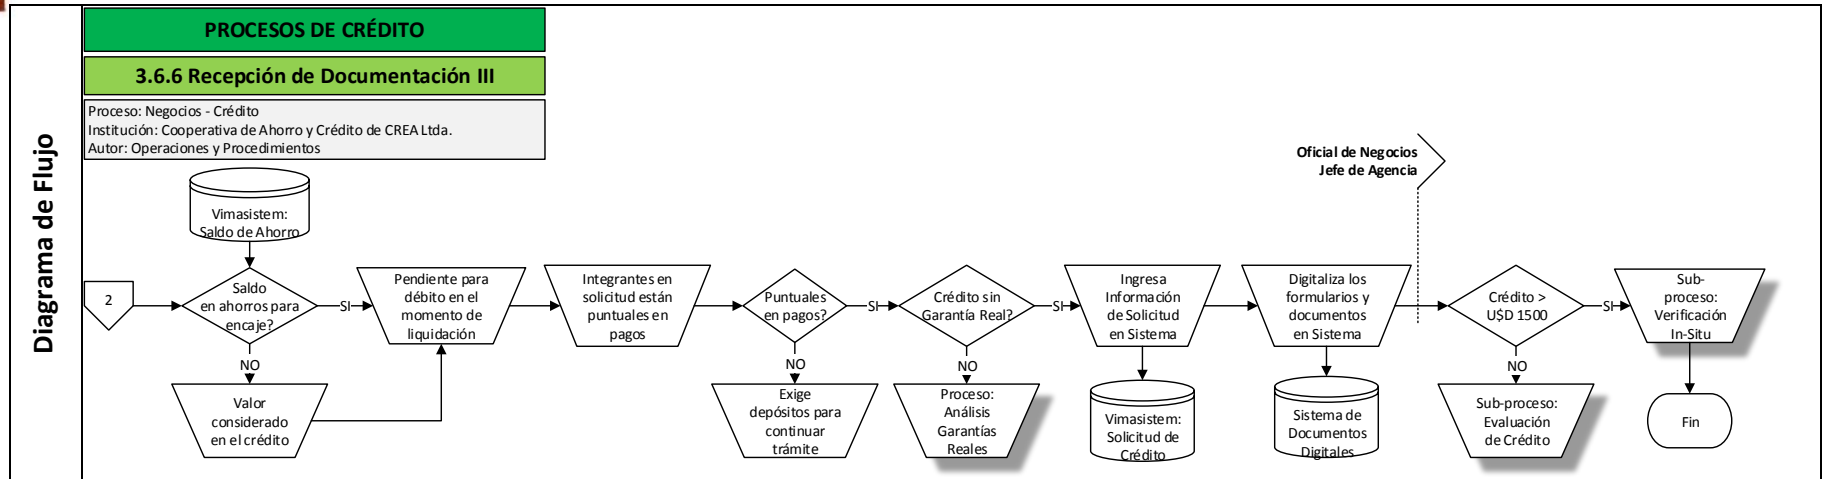 Diagrama de Flujo
PROCESOS DE CRÉDITO
3.6.6 Recepción de Documentación III
Proceso: Negocios - Crédito
Institución: Cooperativa de Ahorro y Crédito de CREA Ltda.
Autor: Operaciones y Procedimientos
Oficial de Negocios
Jefe de Agencia
Vimasistem:
Saldo de Ahorro
2
Saldo
en ahorros para
encaje?
SI
NO
Valor
considerado
en el crédito
Pendiente para
débito en el
momento de
liquidación
Integrantes en
solicitud están
puntuales en
pagos
Puntuales
en pagos?
SI
NO
Exige
depósitos para
continuar
trámite
Crédito sin
Garantía Real?
SI
NO
Proceso:
Análisis
Garantías
Reales
Ingresa
Información
de Solicitud
en Sistema
Vimasistem:
Solicitud de
Crédito
Digitaliza los
formularios y
documentos
en Sistema
Sistema de
Documentos
Digitales
Crédito >
U$D 1500
SI
NO
Sub-proceso:
Evaluación
de Crédito
Sub-
proceso:
Verificación
In-Situ
Fin